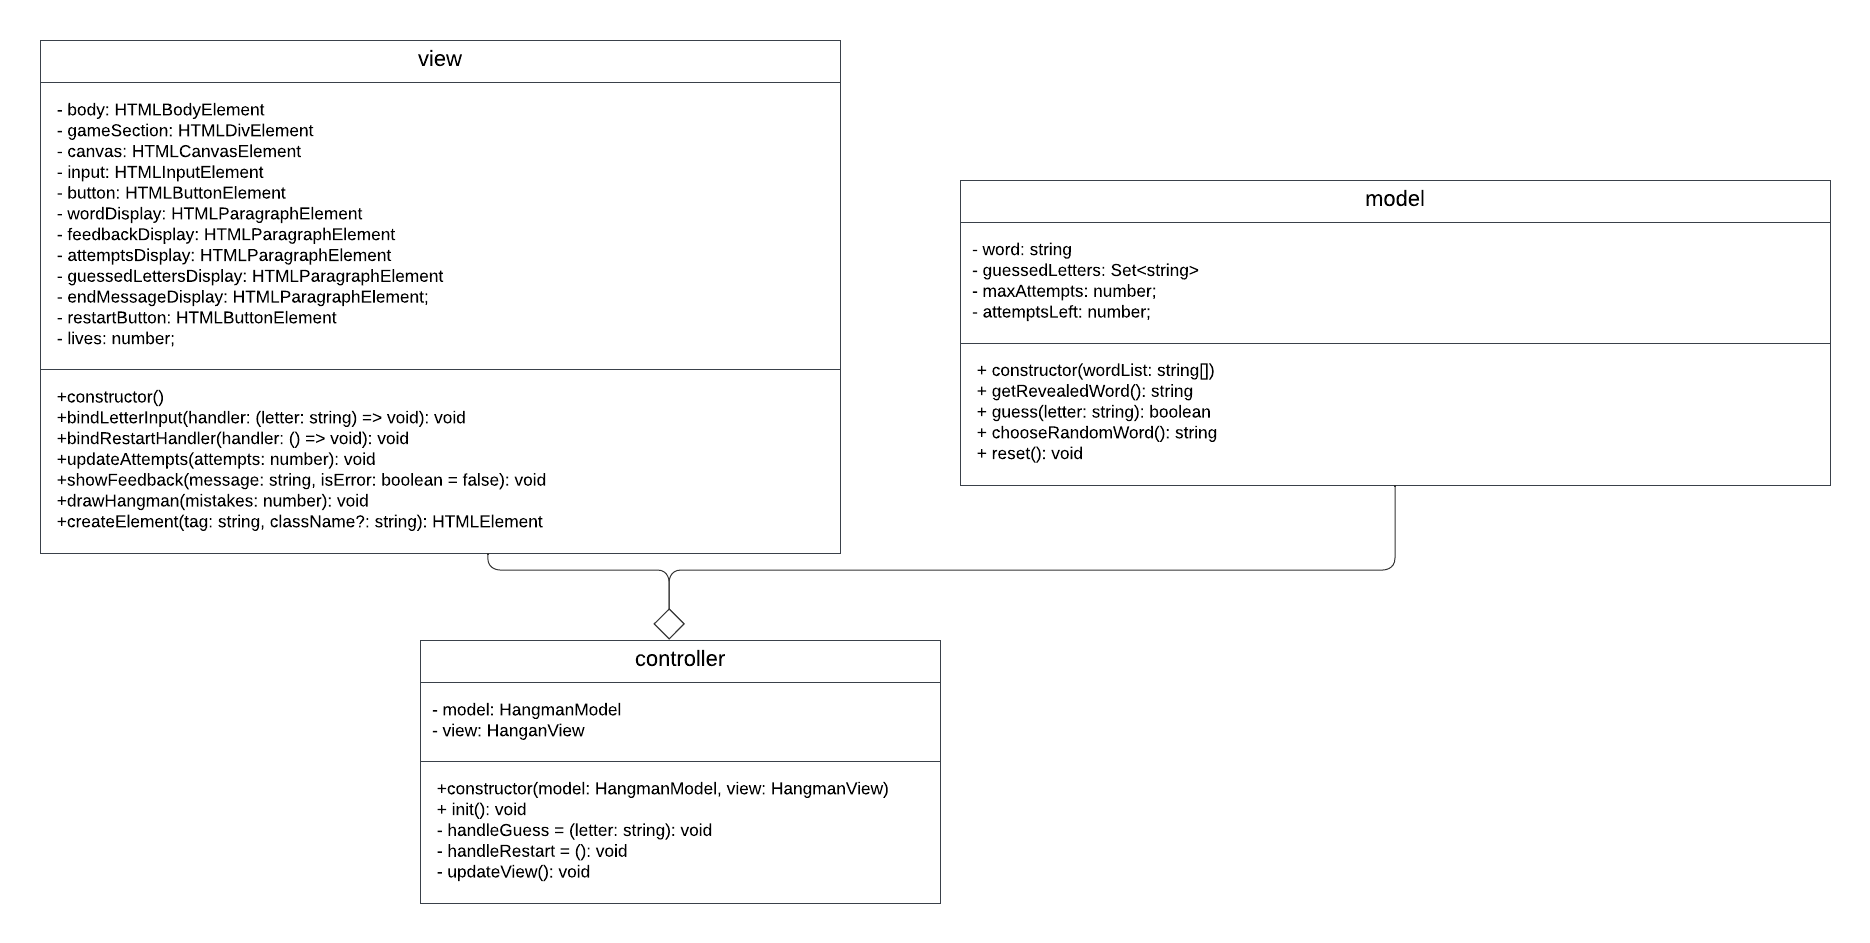 view
- body: HTMLBodyElement
- gameSection: HTMLDivElement
- canvas: HTMLCanvasElement
- input: HTMLInputElement
- button: HTMLButtonElement
- wordDisplay: HTMLParagraphElement
- feedbackDisplay: HTMLParagraphElement
- attemptsDisplay: HTMLParagraphElement
- guessedLettersDisplay: HTMLParagraphElement
- endMessageDisplay: HTMLParagraphElement;
- restartButton: HTMLButtonElement
- lives: number;
+constructor()
+bindLetterInput(handler: (letter: string) => void): void
+bindRestartHandler(handler: () => void): void
+updateAttempts(attempts: number): void
+showFeedback(message: string, isError: boolean = false): void
+drawHangman(mistakes: number): void
+createElement(tag: string, className?: string): HTMLElement
model
- word: string
- guessedLetters: Set<string>
- maxAttempts: number;
- attemptsLeft: number;
+ constructor(wordList: string[])
+ getRevealedWord(): string
+ guess(letter: string): boolean
+ chooseRandomWord(): string
+ reset(): void
controller
- model: HangmanModel
- view: HanganView
+constructor(model: HangmanModel, view: HangmanView)
+ init(): void
- handleGuess = (letter: string): void
- handleRestart = (): void
- updateView(): void